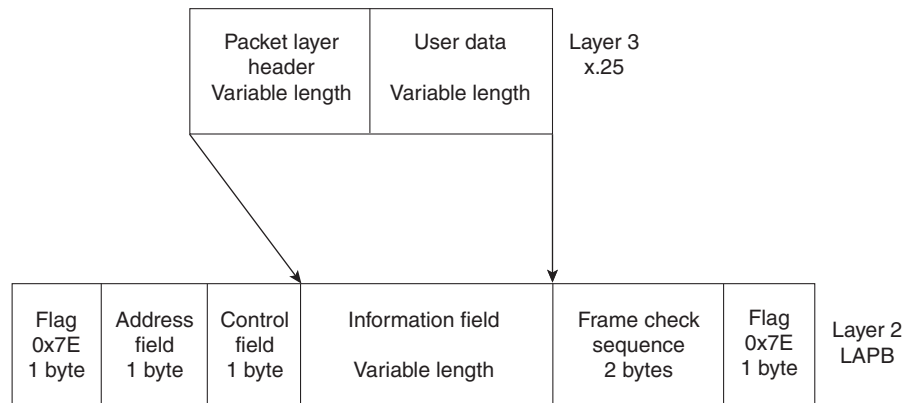 Packet layer
header
Variable length
User data
Variable length
Layer 3
x.25
Flag
0x7E
1 byte
Address
field
1 byte
Control
field
1 byte
Information field
Variable length
Frame check
sequence
2 bytes
Flag
0x7E
1 byte
Layer 2
LAPB